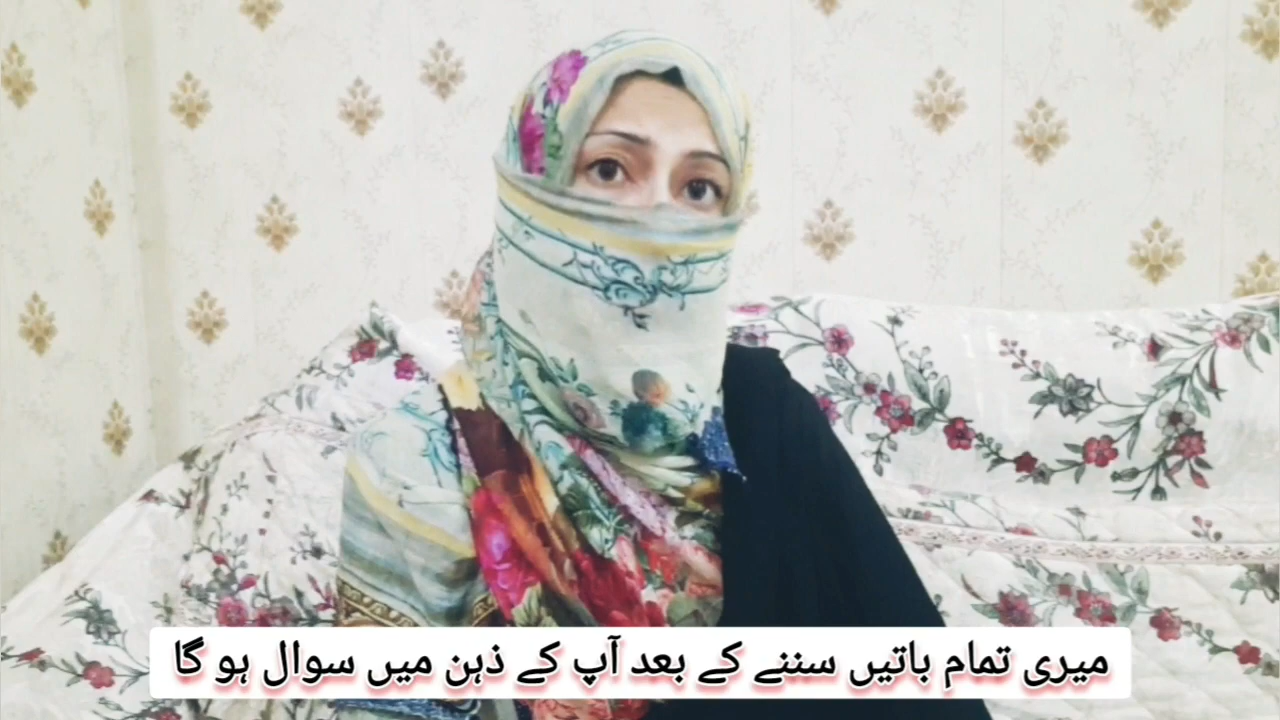 میری تمام باتیں سننے کے بعد آپ کے ذہن میں سوال ہو گا